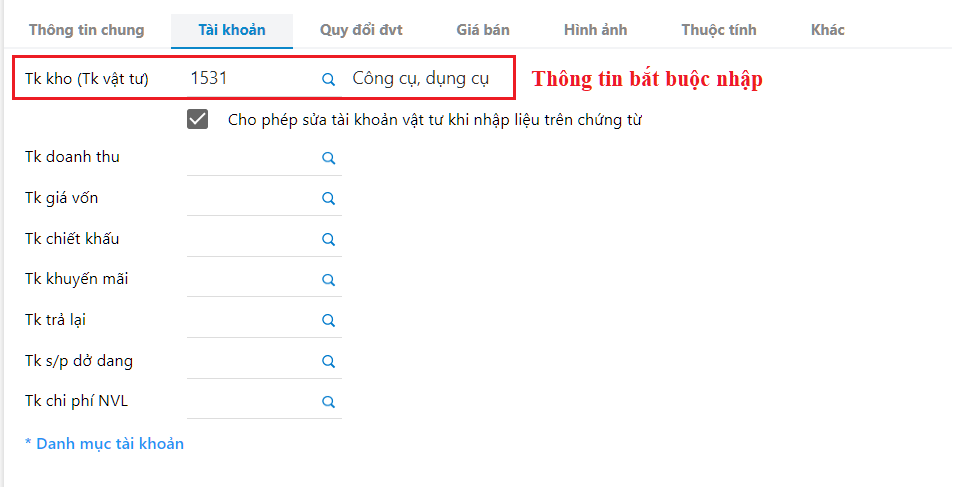 Thông tin chung Tài khoản Quy đổi đvt Giá bán Hình ảnh Thuộc tính Khác
Tk kho (Tk vật tư) 1531 Công cụ, dụng cụ Thông tin bắt buộc nhập
Cho phép sửa tài khoản vật tư khi nhập liệu trên chứng từ
Tk doanh thu
Tk giá vốn
Tk chiết khấu
Tk khuyến mãi
Tk trả lại
Tk s/p dở dang
Tk chi phí NVL
* Danh mục tài khoản